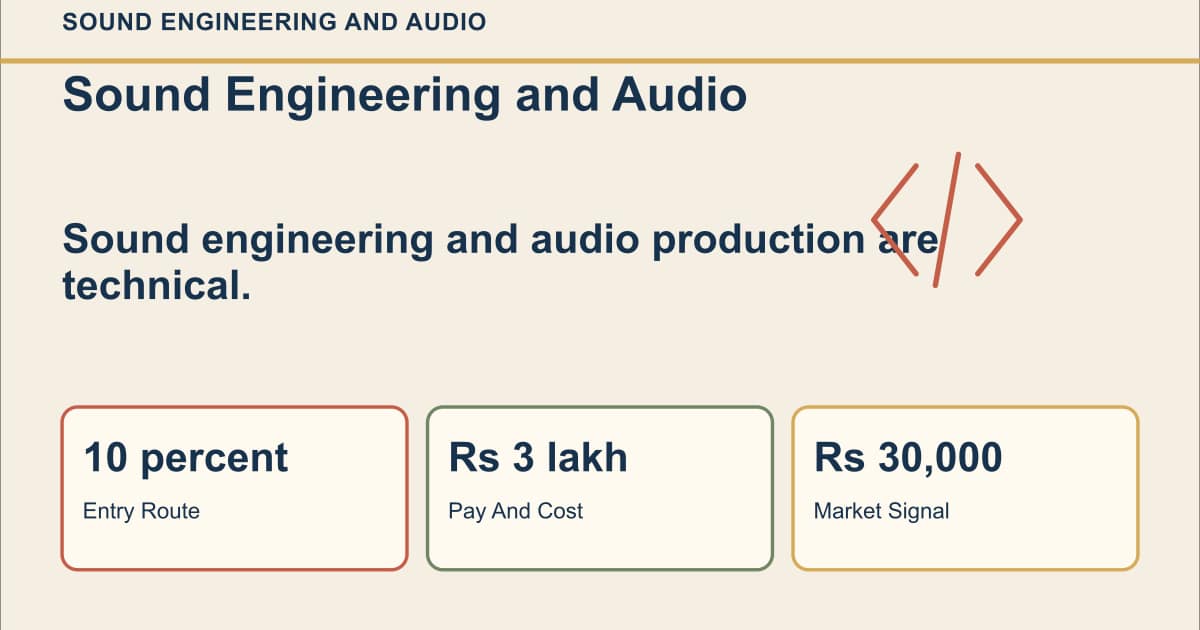 SOUND ENGINEERING AND AUDIO
Sound Engineering and Audio
Sound engineering and audio production are
technical.
10 percent
Entry Route
Rs 3 lakh
Pay And Cost
Rs 30,000
Market Signal